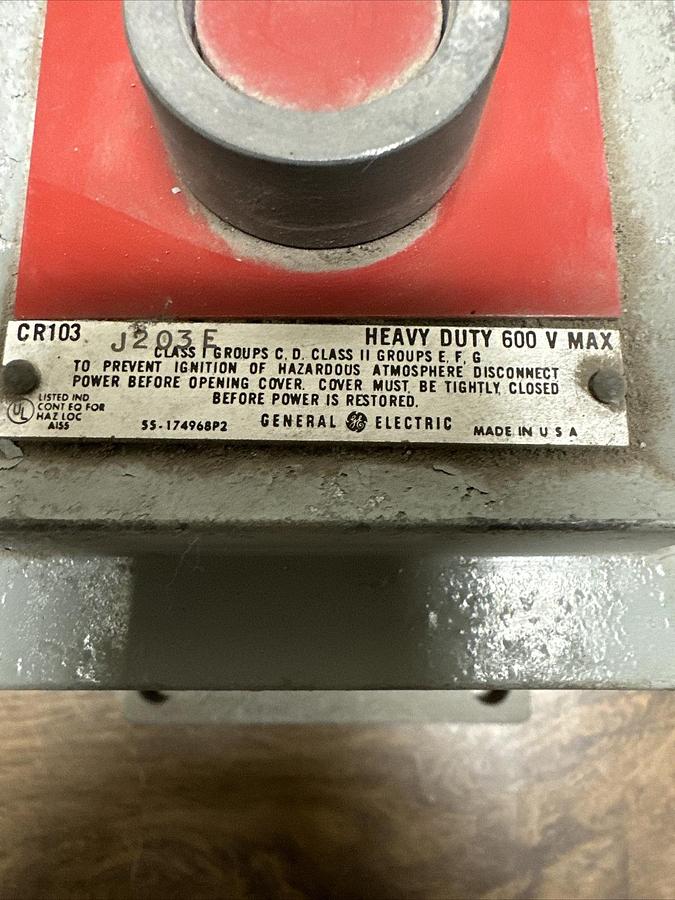 CR103 J203E HEAVY DUTY 600 V MAX
CLASS I GROUPS C, D. CLASS II GROUPS E, F, G
TO PREVENT IGNITION OF HAZARDOUS ATMOSPHERE DISCONNECT
POWER BEFORE OPENING COVER. COVER MUST BE TIGHTLY CLOSED
BEFORE POWER IS RESTORED.
UL LISTED IND
CONT EQ FOR
HAZ LOC
A155
55-174968P2 GENERAL GE ELECTRIC MADE IN U S A